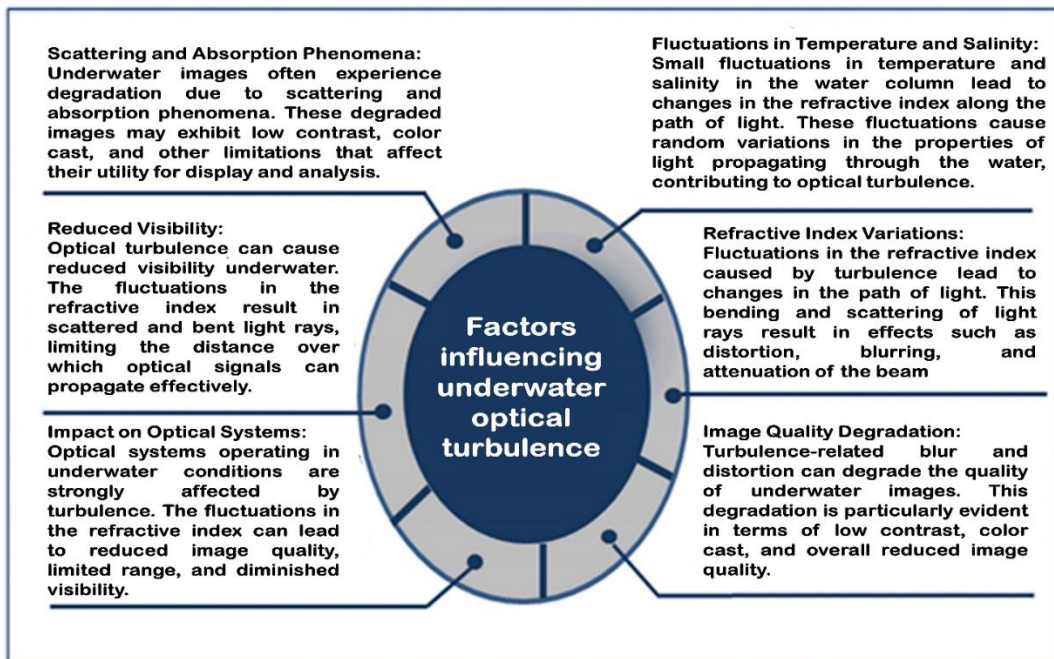 Scattering and Absorption Phenomena:
Underwater images often experience
degradation due to scattering and
absorption phenomena. These degraded
images may exhibit low contrast, color
cast, and other limitations that affect
their utility for display and analysis.
Reduced Visibility:
Optical turbulence can cause
reduced visibility underwater.
The fluctuations in the
refractive index result in
scattered and bent light rays,
limiting the distance over
which optical signals can
propagate effectively.
Impact on Optical Systems:
Optical systems operating in
underwater conditions are
strongly affected by
turbulence. The fluctuations in
the refractive index can lead
to reduced image quality,
limited range, and diminished
visibility.
Factors
influencing
underwater
optical
turbulence
Fluctuations in Temperature and Salinity:
Small fluctuations in temperature and
salinity in the water column lead to
changes in the refractive index along the
path of light. These fluctuations cause
random variations in the properties of
light propagating through the water,
contributing to optical turbulence.
Refractive Index Variations:
Fluctuations in the refractive index
caused by turbulence lead to
changes in the path of light. This
bending and scattering of light
rays result in effects such as
distortion, blurring, and
attenuation of the beam
Image Quality Degradation:
Turbulence-related blur and
distortion can degrade the quality
of underwater images. This
degradation is particularly evident
in terms of low contrast, color
cast, and overall reduced image
quality.